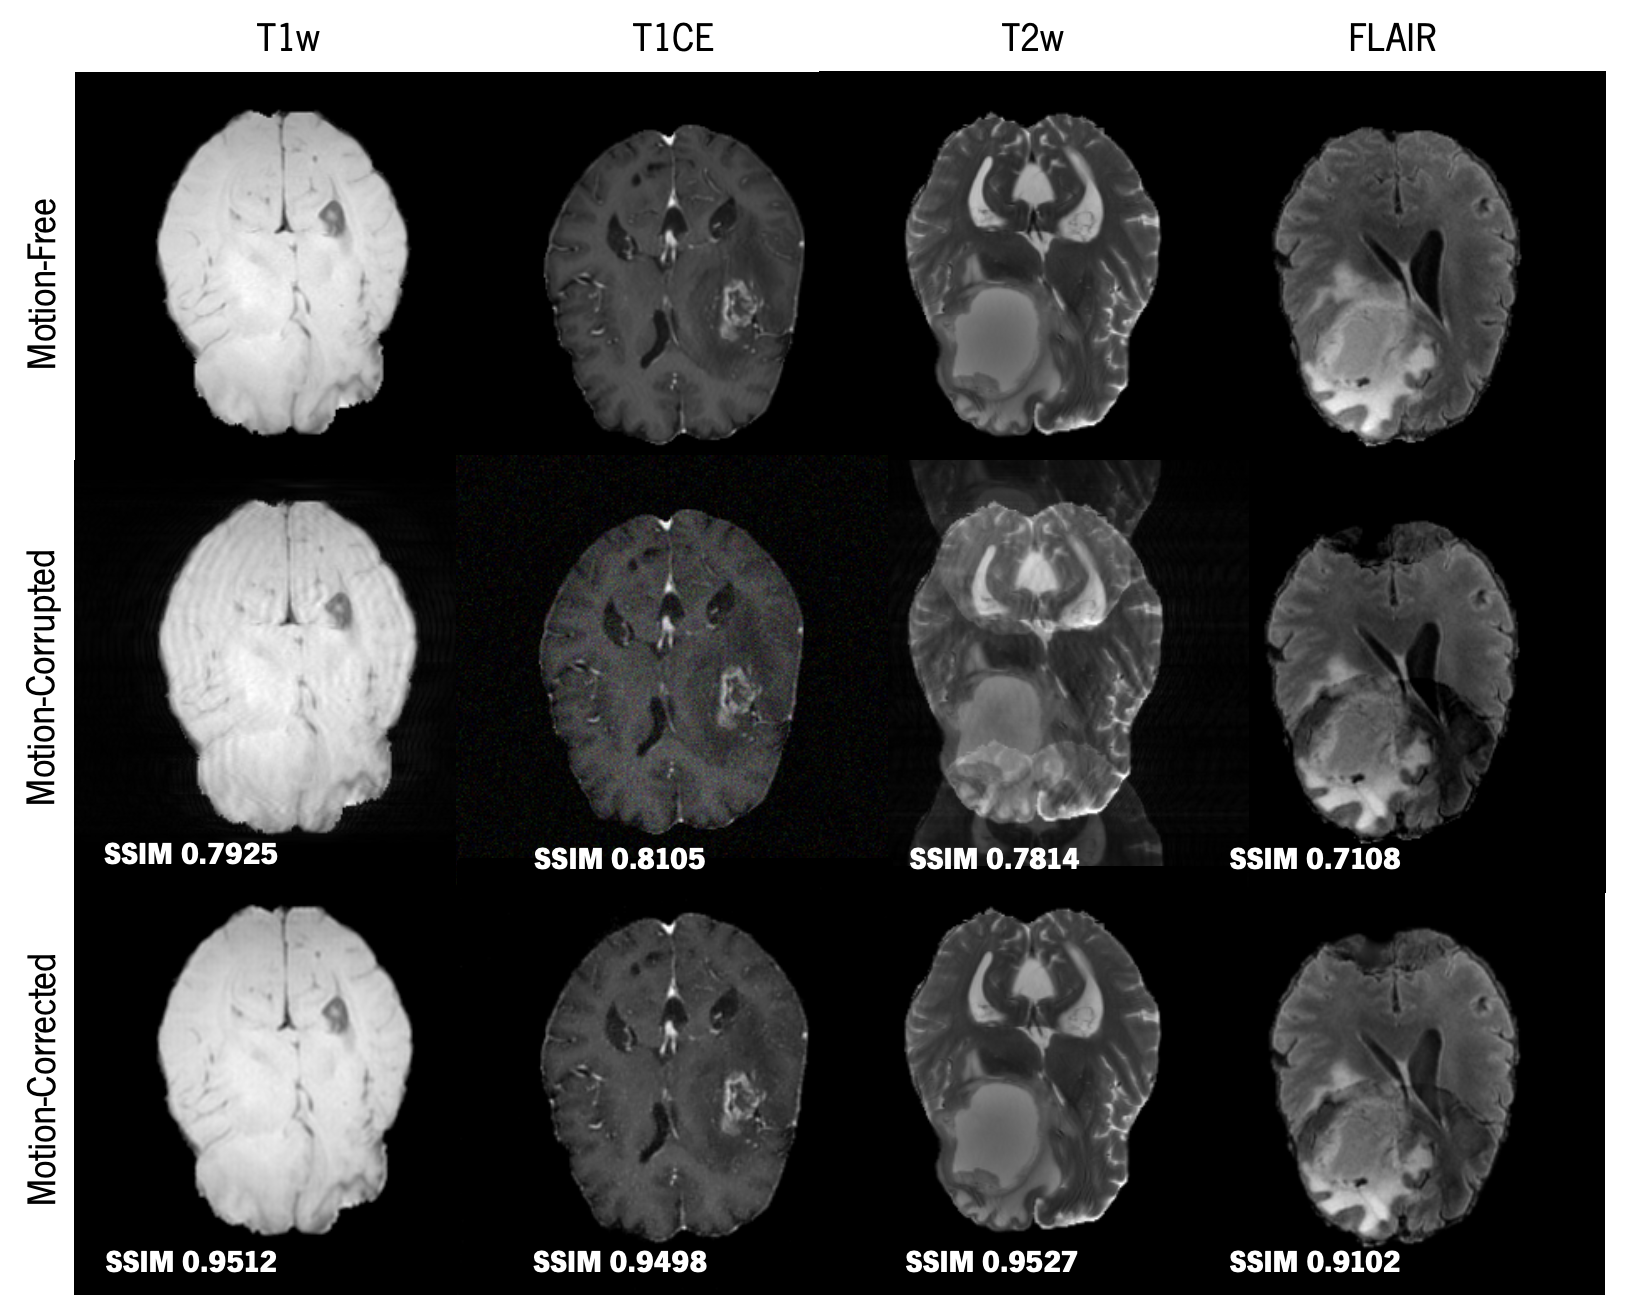 T1w
T1CE
T2w
FLAIR
Motion-Free
Motion-Corrupted
SSIM 0.7925
SSIM 0.8105
SSIM 0.7814
SSIM 0.7108
Motion-Corrected
SSIM 0.9512
SSIM 0.9498
SSIM 0.9527
SSIM 0.9102